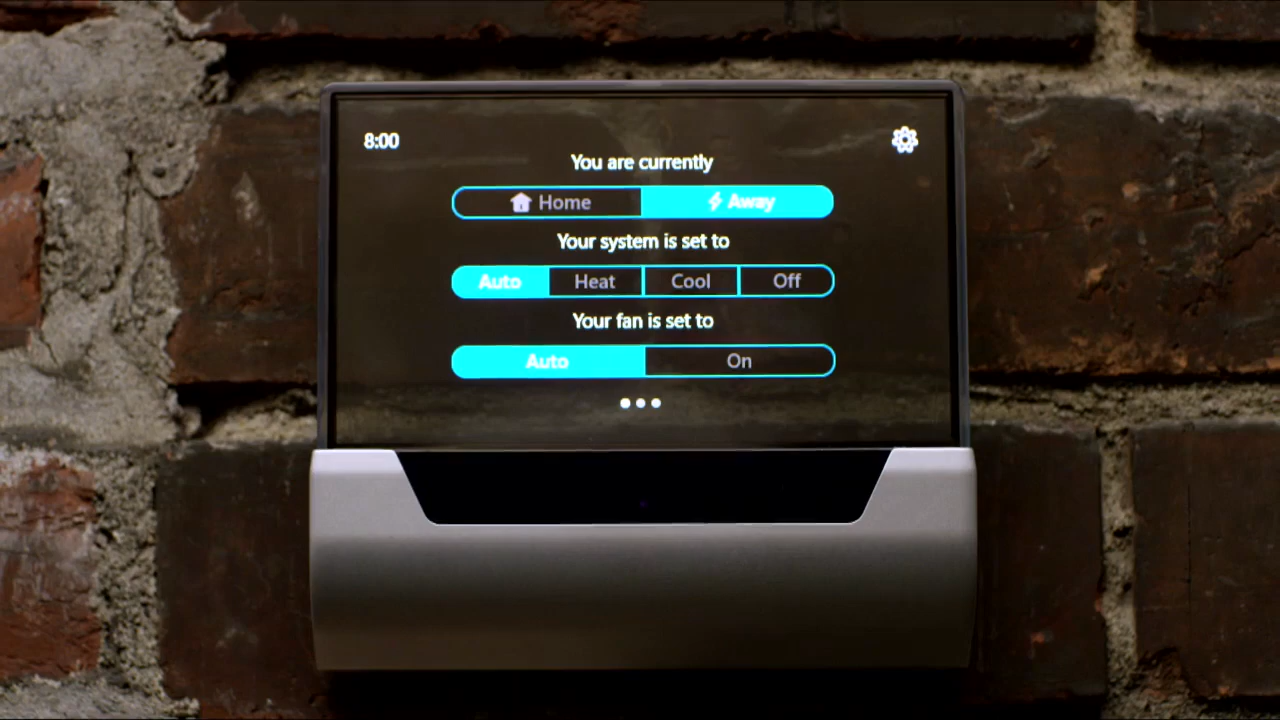 8:00
You are currently
Home Away
Your system is set to
Auto Heat Cool Off
Your fan is set to
Auto On